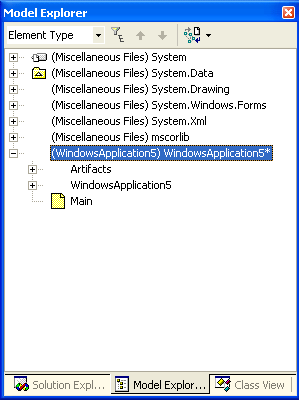 Model Explorer
Element Type
(Miscellaneous Files) System
(Miscellaneous Files) System.Data
(Miscellaneous Files) System.Drawing
(Miscellaneous Files) System.Windows.Forms
(Miscellaneous Files) System.Xml
(Miscellaneous Files) mscorlib
(WindowsApplication5) WindowsApplication5*
Artifacts
WindowsApplication5
Main
Solution Expl... Model Explor... Class View